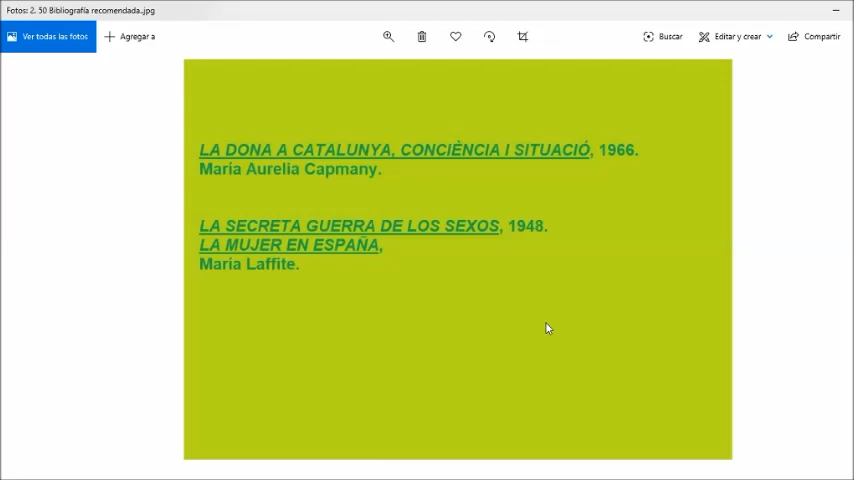 Fotos: 2. 50 Bibliografía recomendada.jpg
Ver todas las fotos
Agregar a
Buscar
Editar y crear
Compartir
LA DONA A CATALUNYA, CONCIÈNCIA I SITUACIÓ, 1966.
María Aurelia Capmany.
LA SECRETA GUERRA DE LOS SEXOS, 1948.
LA MUJER EN ESPAÑA,
María Laffite.